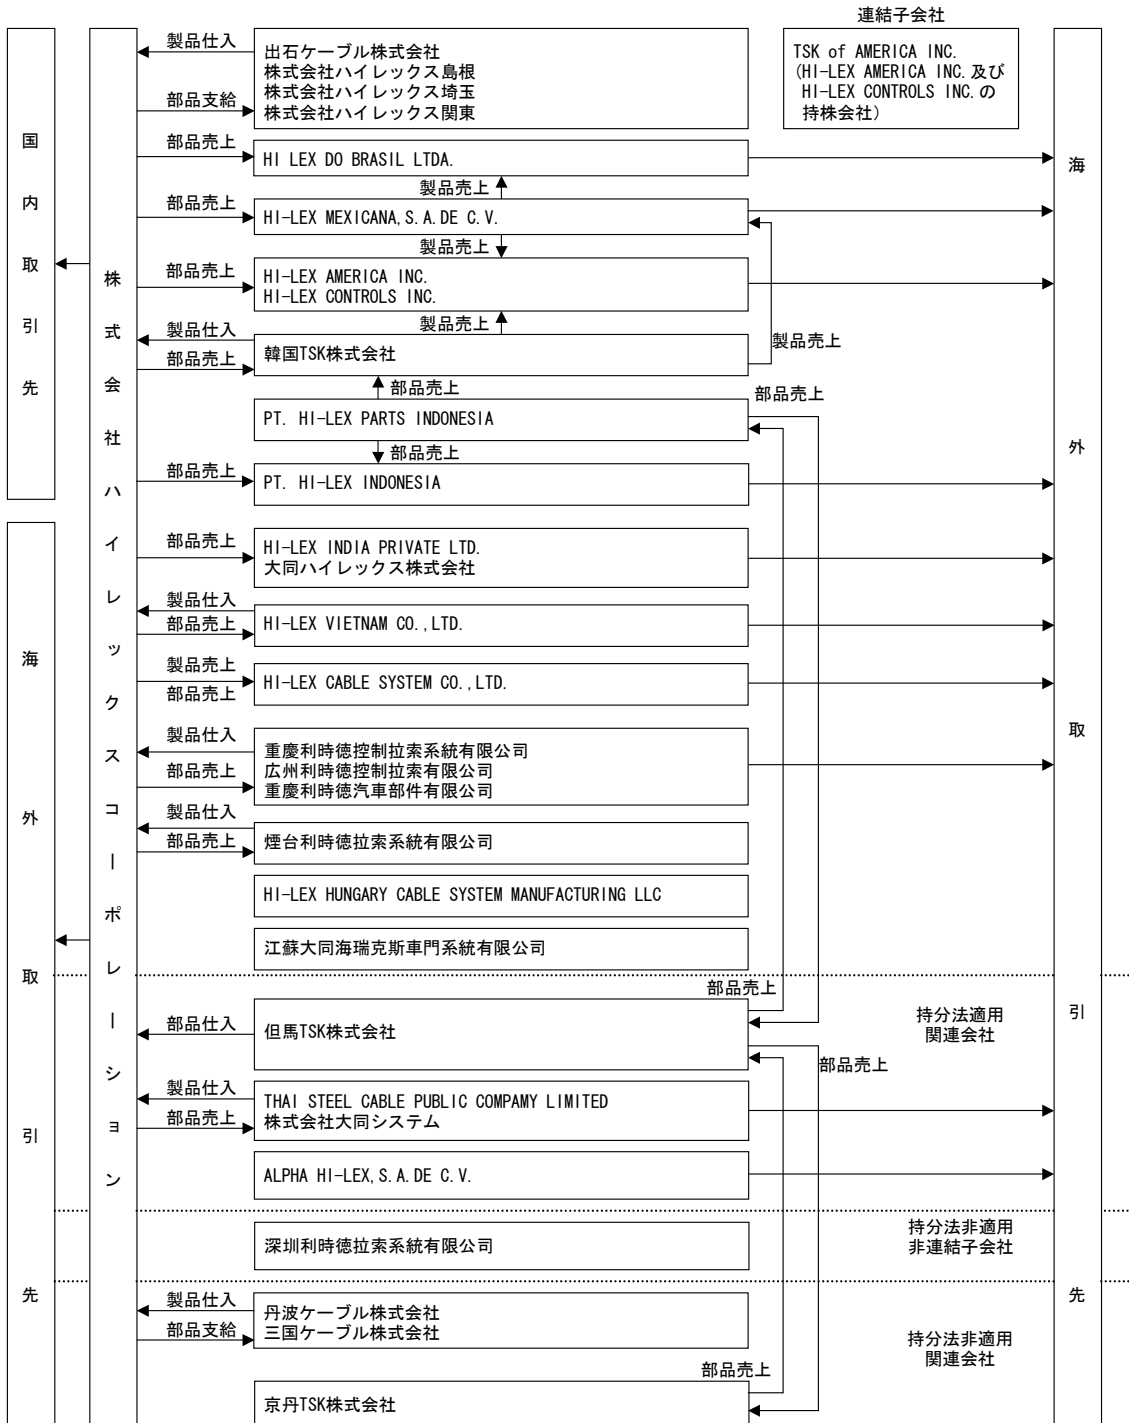 連結子会社
国内取引先
海外取引先
株式会社ハイレックスコーポレーション
海外取引先
製品仕入
部品支給
出石ケーブル株式会社
株式会社ハイレックス島根
株式会社ハイレックス埼玉
株式会社ハイレックス関東
TSK of AMERICA INC.
(HI-LEX AMERICA INC.及び
HI-LEX CONTROLS INC.の
持株会社)
部品売上
HI LEX DO BRASIL LTDA.
製品売上
部品売上
HI-LEX MEXICANA,S.A.DE C.V.
製品売上
部品売上
HI-LEX AMERICA INC.
HI-LEX CONTROLS INC.
製品売上
製品仕入
部品売上
韓国TSK株式会社
製品売上
部品売上
部品売上
PT. HI-LEX PARTS INDONESIA
部品売上
部品売上
PT. HI-LEX INDONESIA
部品売上
HI-LEX INDIA PRIVATE LTD.
大同ハイレックス株式会社
製品仕入
部品売上
HI-LEX VIETNAM CO.,LTD.
製品売上
部品売上
HI-LEX CABLE SYSTEM CO.,LTD.
製品仕入
部品売上
重慶利時徳控制拉索系統有限公司
広州利時徳控制拉索有限公司
重慶利時徳汽車部件有限公司
製品仕入
部品売上
煙台利時徳拉索系統有限公司
HI-LEX HUNGARY CABLE SYSTEM MANUFACTURING LLC
江蘇大同海瑞克斯車門系統有限公司
部品売上
部品仕入
但馬TSK株式会社
持分法適用
関連会社
部品売上
製品仕入
部品売上
THAI STEEL CABLE PUBLIC COMPAMY LIMITED
株式会社大同システム
ALPHA HI-LEX,S.A.DE C.V.
深圳利時徳拉索系統有限公司
持分法非適用
非連結子会社
製品仕入
部品支給
丹波ケーブル株式会社
三国ケーブル株式会社
持分法非適用
関連会社
部品売上
京丹TSK株式会社